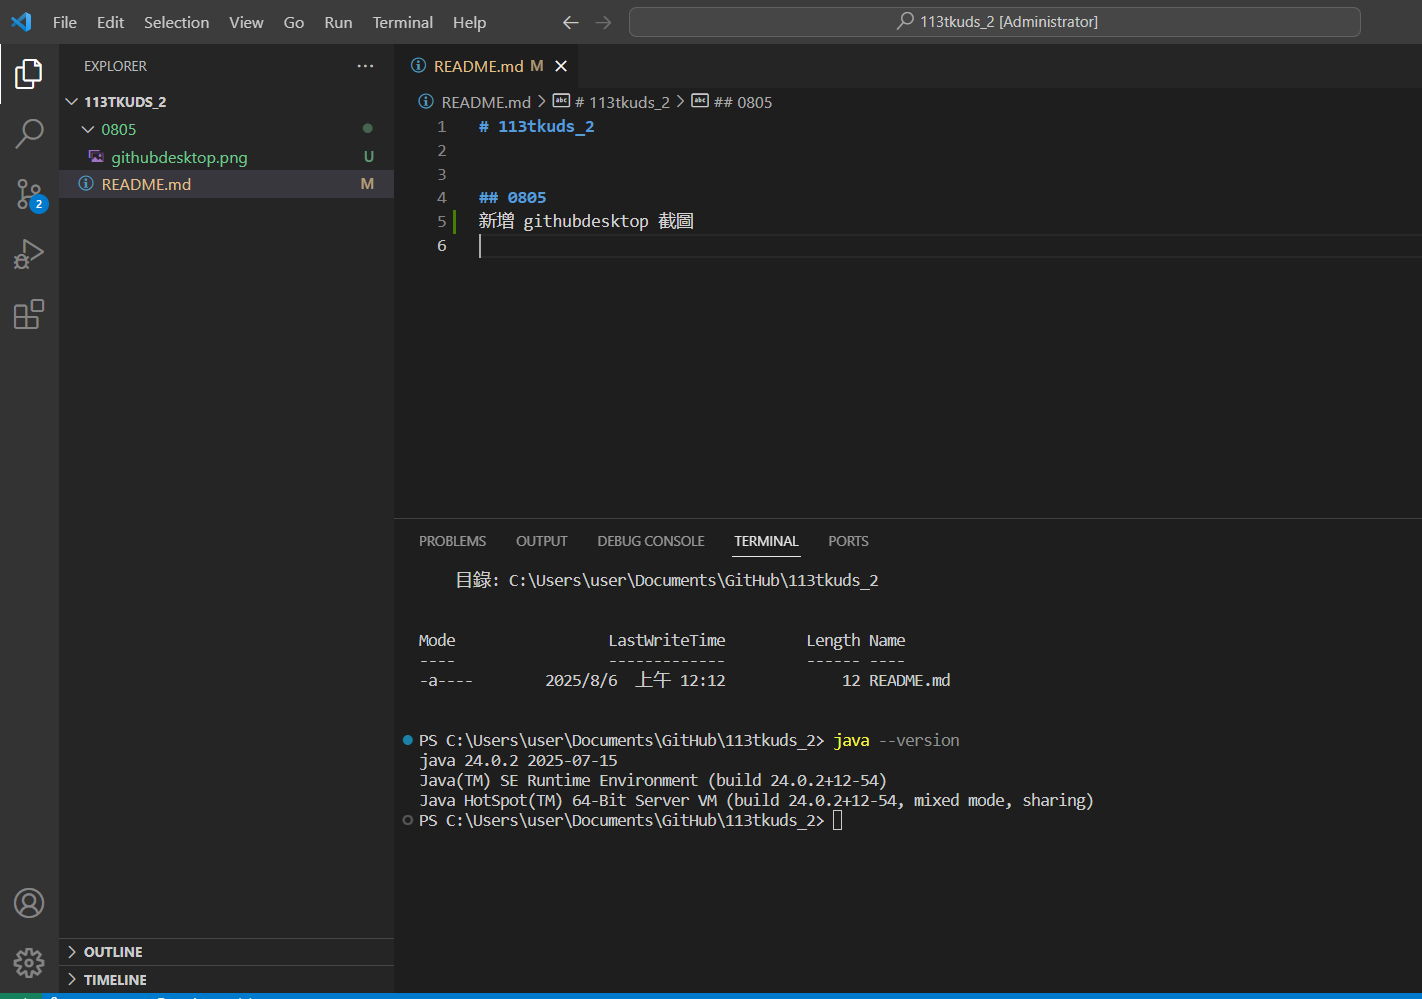 File Edit Selection View Go Run Terminal Help
113tkuds_2 [Administrator]
EXPLORER
113TKUDS_2
0805
githubdesktop.png U
README.md M
2
README.md M
README.md > # 113tkuds_2 > ## 0805
1 # 113tkuds_2
2
3
4 ## 0805
5 新增 githubdesktop 截圖
6
PROBLEMS OUTPUT DEBUG CONSOLE TERMINAL PORTS
目錄: C:\Users\user\Documents\GitHub\113tkuds_2
Mode LastWriteTime Length Name
---- ------------- ------ ----
-a---- 2025/8/6 上午 12:12 12 README.md
PS C:\Users\user\Documents\GitHub\113tkuds_2> java --version
java 24.0.2 2025-07-15
Java(TM) SE Runtime Environment (build 24.0.2+12-54)
Java HotSpot(TM) 64-Bit Server VM (build 24.0.2+12-54, mixed mode, sharing)
PS C:\Users\user\Documents\GitHub\113tkuds_2>
OUTLINE
TIMELINE